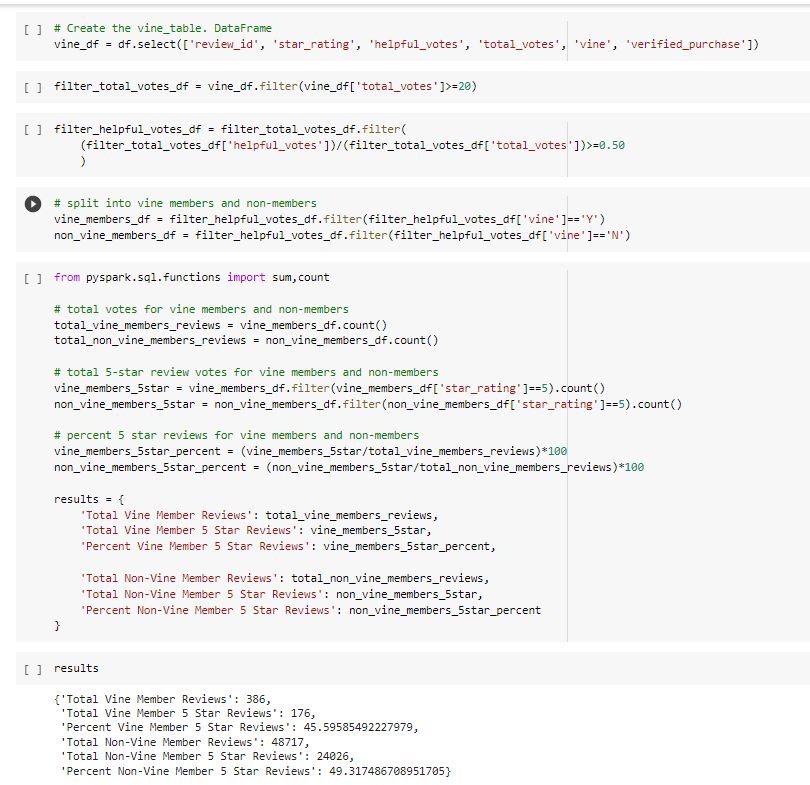 [ ] # Create the vine_table. DataFrame
vine_df = df.select(['review_id', 'star_rating', 'helpful_votes', 'total_votes', 'vine', 'verified_purchase'])
[ ] filter_total_votes_df = vine_df.filter(vine_df['total_votes']>=20)
[ ] filter_helpful_votes_df = filter_total_votes_df.filter(
(filter_total_votes_df['helpful_votes'])/(filter_total_votes_df['total_votes'])>=0.50
)
# split into vine members and non-members
vine_members_df = filter_helpful_votes_df.filter(filter_helpful_votes_df['vine']=='Y')
non_vine_members_df = filter_helpful_votes_df.filter(filter_helpful_votes_df['vine']=='N')
[ ] from pyspark.sql.functions import sum,count
# total votes for vine members and non-members
total_vine_members_reviews = vine_members_df.count()
total_non_vine_members_reviews = non_vine_members_df.count()
# total 5-star review votes for vine members and non-members
vine_members_5star = vine_members_df.filter(vine_members_df['star_rating']==5).count()
non_vine_members_5star = non_vine_members_df.filter(non_vine_members_df['star_rating']==5).count()
# percent 5 star reviews for vine members and non-members
vine_members_5star_percent = (vine_members_5star/total_vine_members_reviews)*100
non_vine_members_5star_percent = (non_vine_members_5star/total_non_vine_members_reviews)*100
results = {
'Total Vine Member Reviews': total_vine_members_reviews,
'Total Vine Member 5 Star Reviews': vine_members_5star,
'Percent Vine Member 5 Star Reviews': vine_members_5star_percent,
'Total Non-Vine Member Reviews': total_non_vine_members_reviews,
'Total Non-Vine Member 5 Star Reviews': non_vine_members_5star,
'Percent Non-Vine Member 5 Star Reviews': non_vine_members_5star_percent
}
[ ] results
{'Total Vine Member Reviews': 386,
'Total Vine Member 5 Star Reviews': 176,
'Percent Vine Member 5 Star Reviews': 45.59585492227979,
'Total Non-Vine Member Reviews': 48717,
'Total Non-Vine Member 5 Star Reviews': 24026,
'Percent Non-Vine Member 5 Star Reviews': 49.317486708951705}